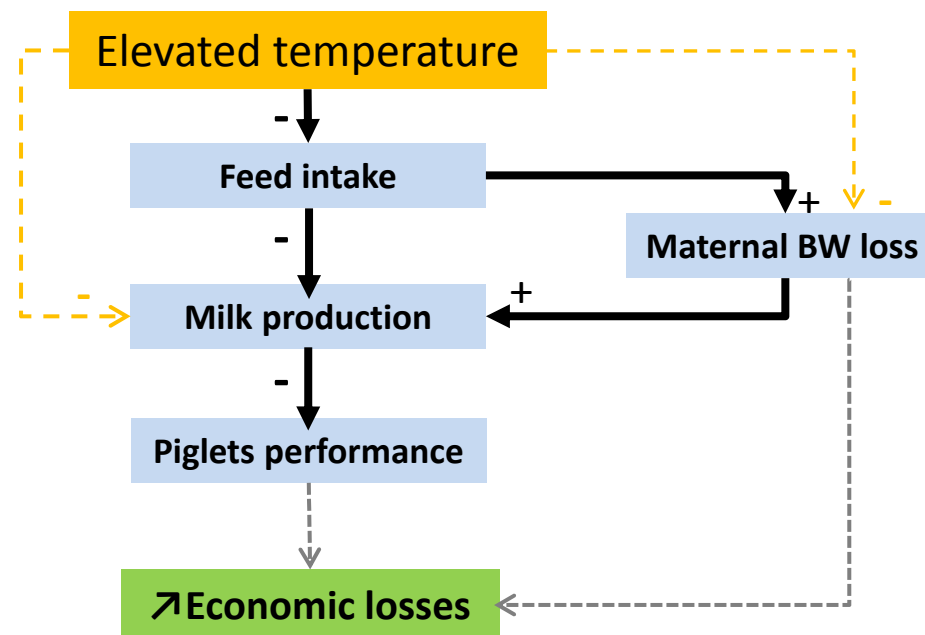 Elevated temperature
-
Feed intake
+
-
-
Maternal BW loss
-
+
Milk production
-
Piglets performance
↗Economic losses